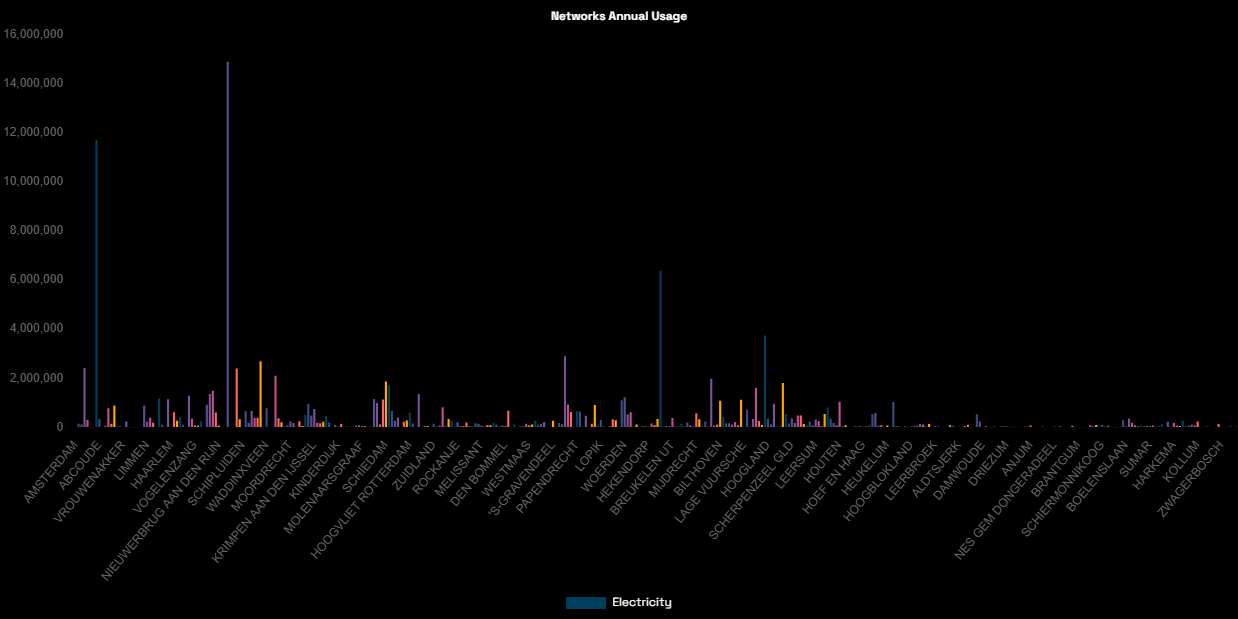 Networks Annual Usage
16,000,000
14,000,000
12,000,000
10,000,000
8,000,000
6,000,000
4,000,000
2,000,000
0
AMSTERDAM
ABCOUDE
VROUWENAKKER
LIMMEN
HAARLEM
VOGELENZANG
NIEUWERBRUG AAN DEN RIJN
SCHIPLUIDEN
WADDINXVEEN
MOORDRECHT
KRIMPEN AAN DEN IJSSEL
KINDERDIJK
MOLENAARSGRAAF
SCHIEDAM
HOOGVLIET ROTTERDAM
ZUIDLAND
ROCKANJE
MELISSANT
DEN BOMMEL
WESTMAAS
'S-GRAVENDEEL
PAPENDRECHT
LOPIK
WOERDEN
HEKENDORP
BREUKELEN UT
MIJDRECHT
BILTHOVEN
LAGE VUURSCHE
HOOGLAND
SCHERPENZEEL GLD
LEERSUM
HOUTEN
HOEF EN HAAG
HEUKELUM
HOOGBLOKLAND
LEERBROEK
ALDTSJERK
DAMWOUDE
DRIEZUM
ANJUM
NES GEM DONGERADEEL
BRANTGUM
SCHIERMONNIKOOG
BOELENSLAAN
SUMAR
HARKEMA
KOLLUM
ZWAGERBOSCH
Electricity